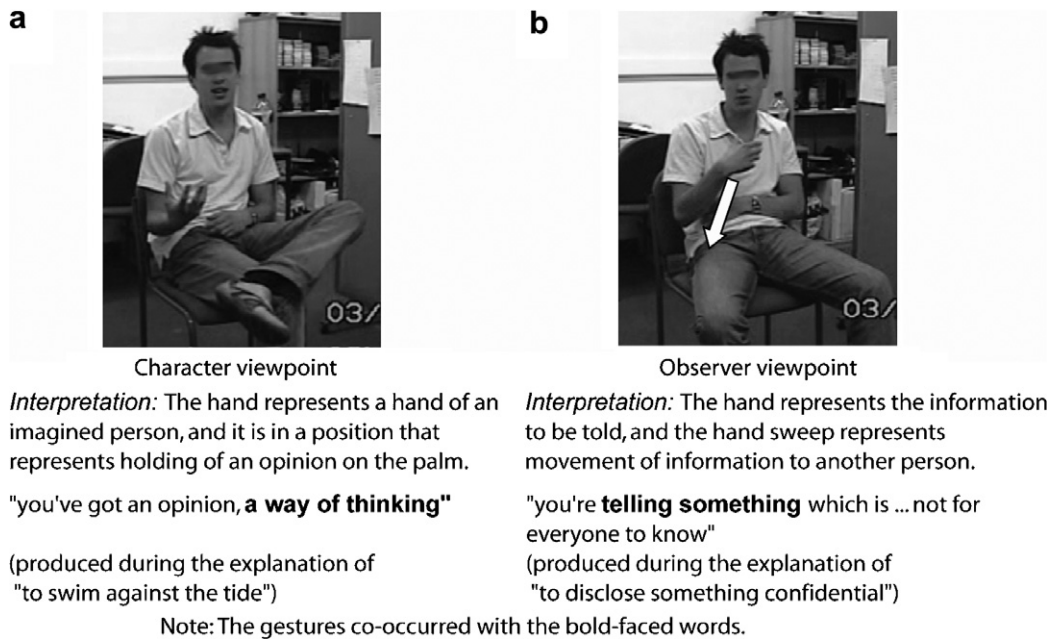 a
03/
Character viewpoint
Interpretation: The hand represents a hand of an
imagined person, and it is in a position that
represents holding of an opinion on the palm.
"you've got an opinion, a way of thinking"
(produced during the explanation of
"to swim against the tide")
b
03/
Observer viewpoint
Interpretation: The hand represents the information
to be told, and the hand sweep represents
movement of information to another person.
"you're telling something which is ... not for
everyone to know"
(produced during the explanation of
"to disclose something confidential")
Note: The gestures co-occurred with the bold-faced words.